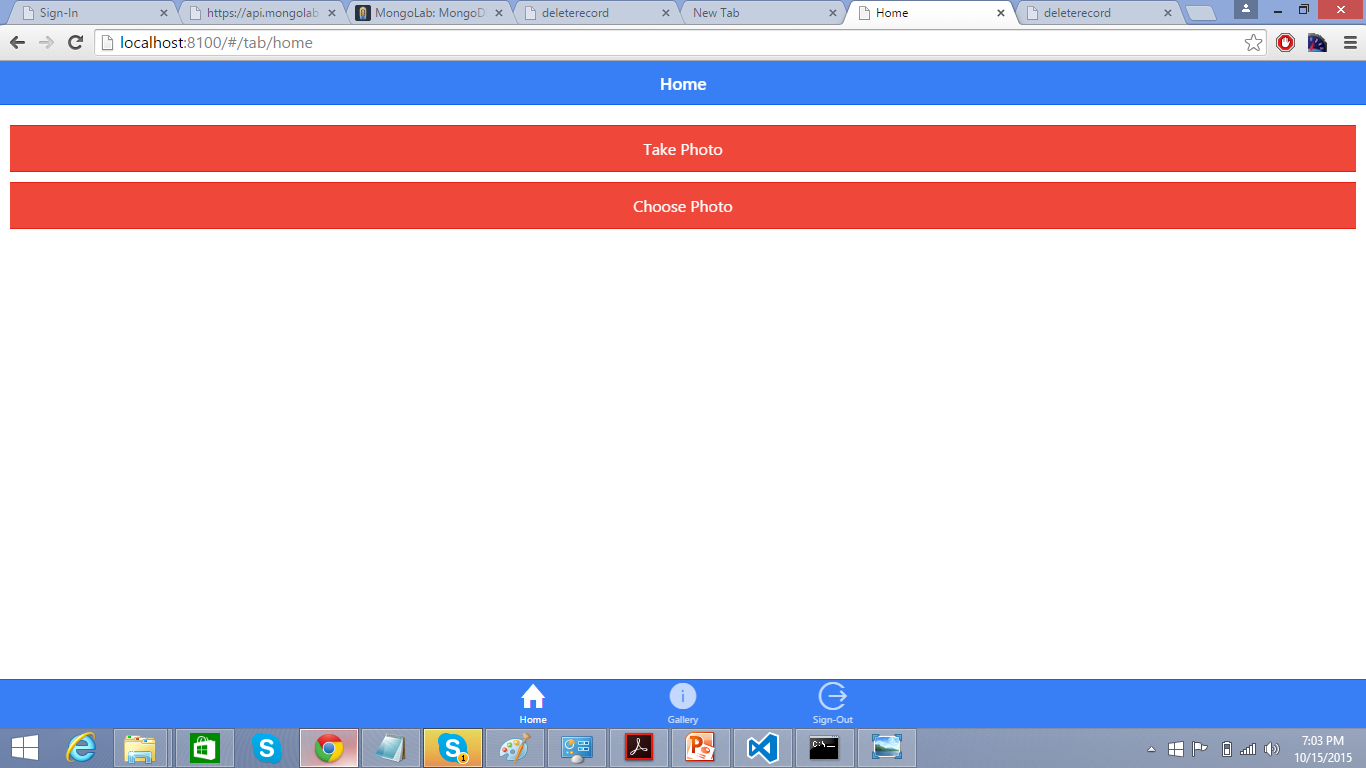 Sign-In
https://api.mongolab
MongoLab: MongoD
deleterecord
New Tab
Home
deleterecord
localhost:8100/#/tab/home
Home
Take Photo
Choose Photo
Home
Gallery
Sign-Out
7:03 PM
10/15/2015